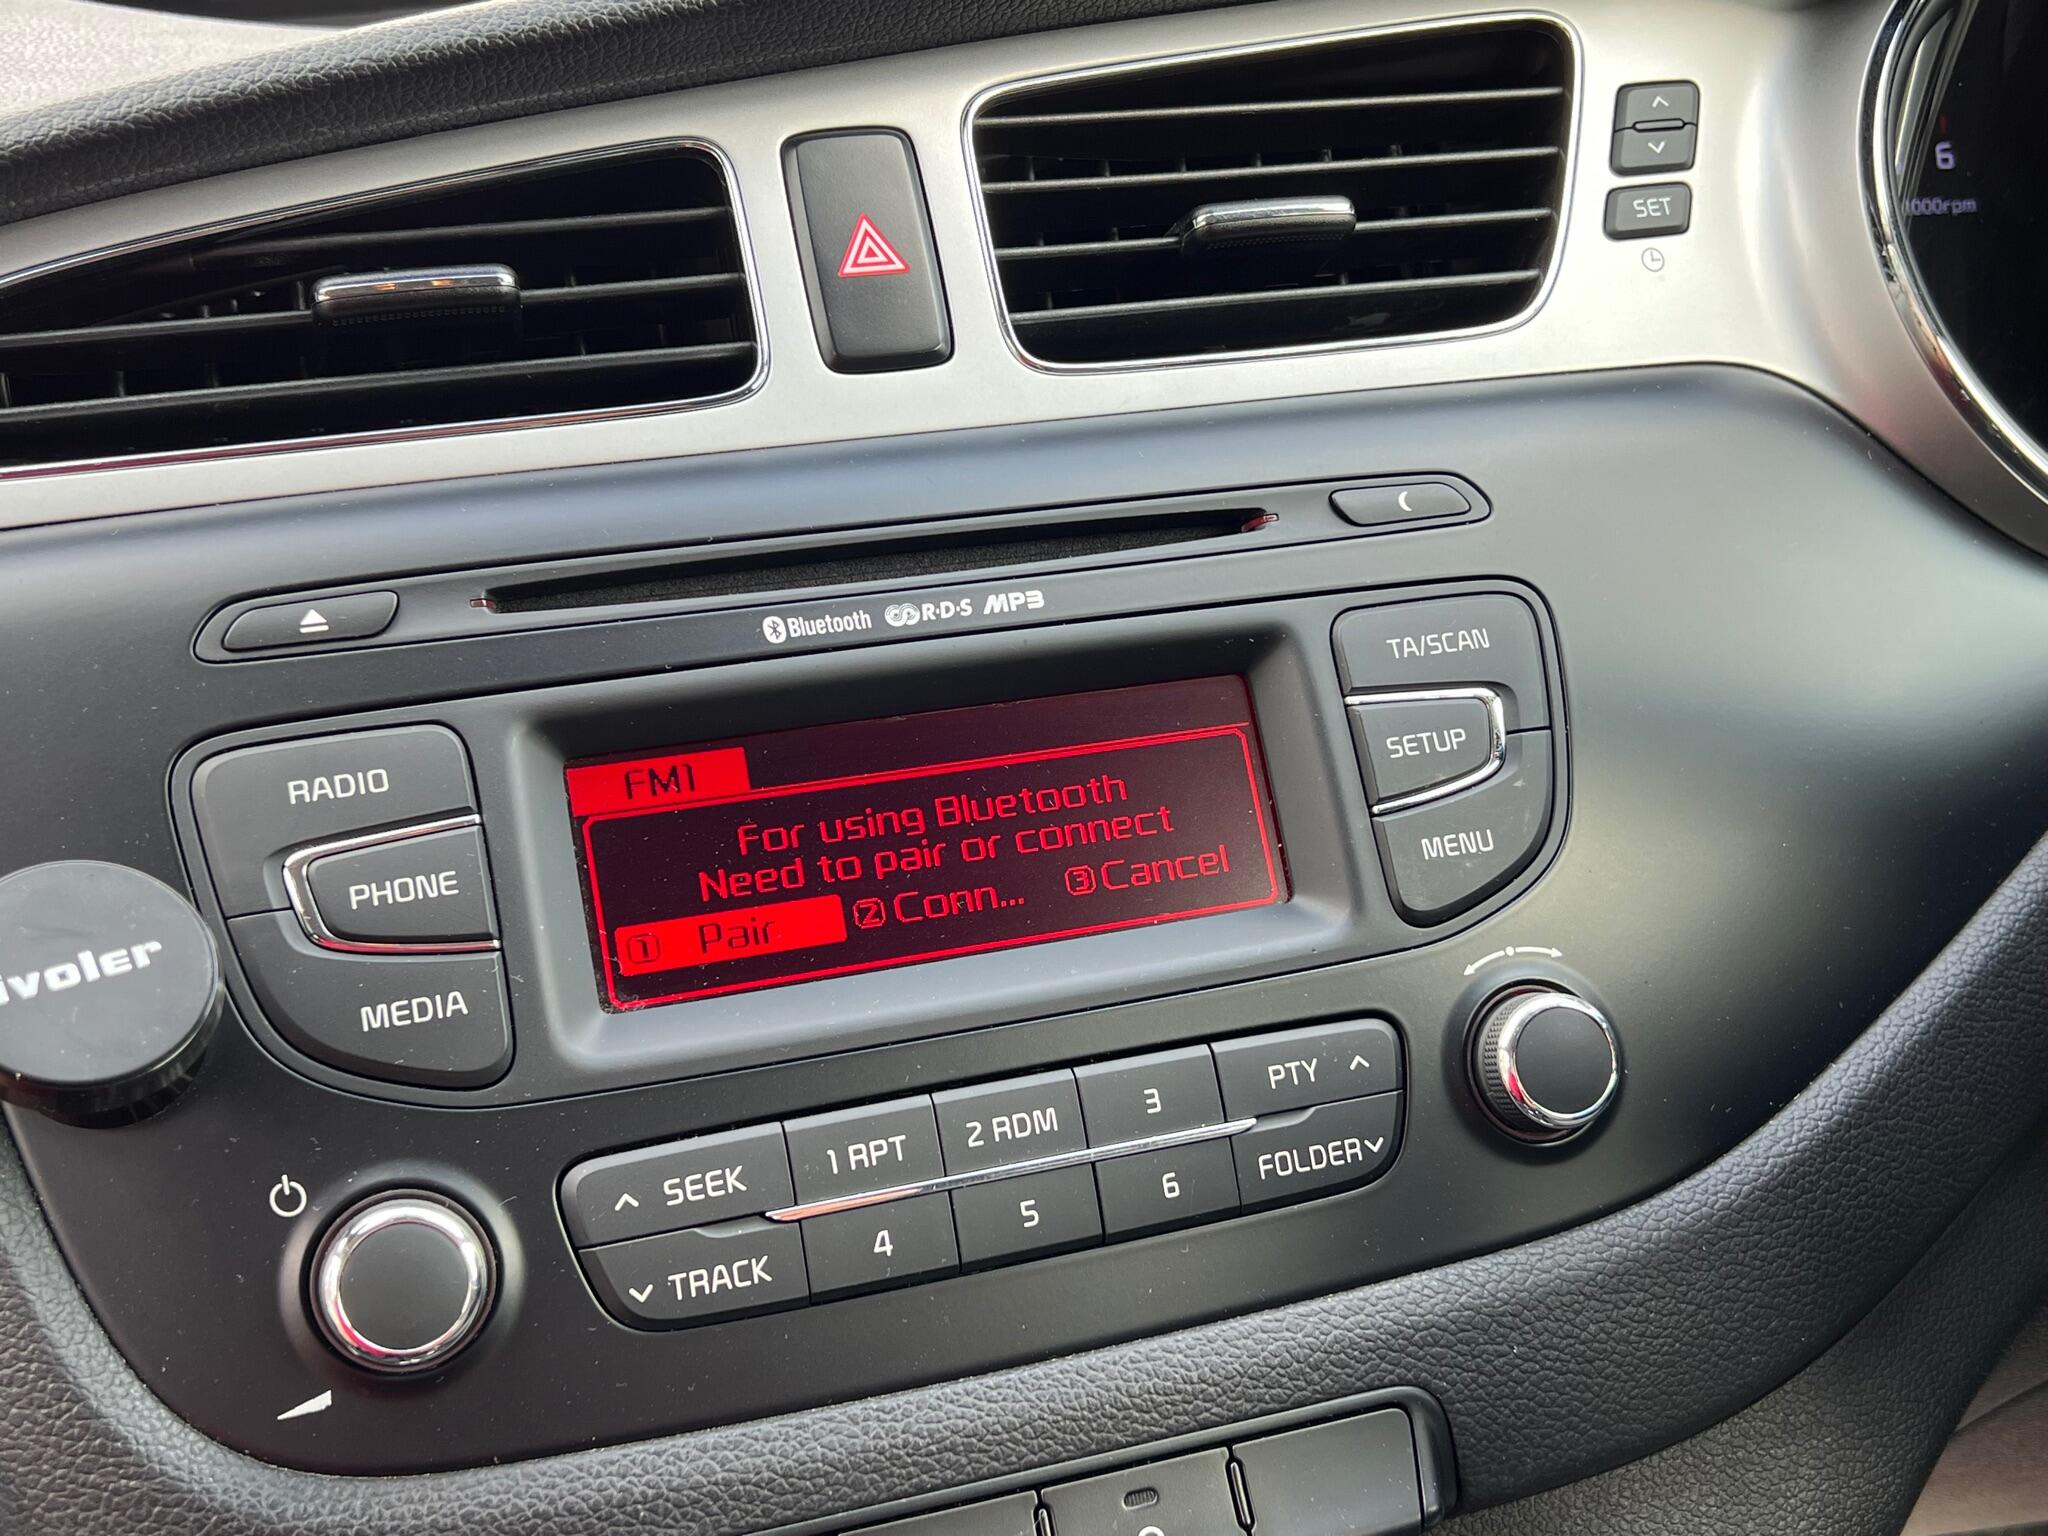 6
000rpm
SET
Bluetooth R·D·S MP3
TA/SCAN
SETUP
MENU
RADIO
PHONE
MEDIA
FM1
For using Bluetooth
Need to pair or connect
1 Pair 2 Conn... 3 Cancel
ivoler
SEEK 1 RPT 2 RDM 3 PTY
TRACK 4 5 6 FOLDER